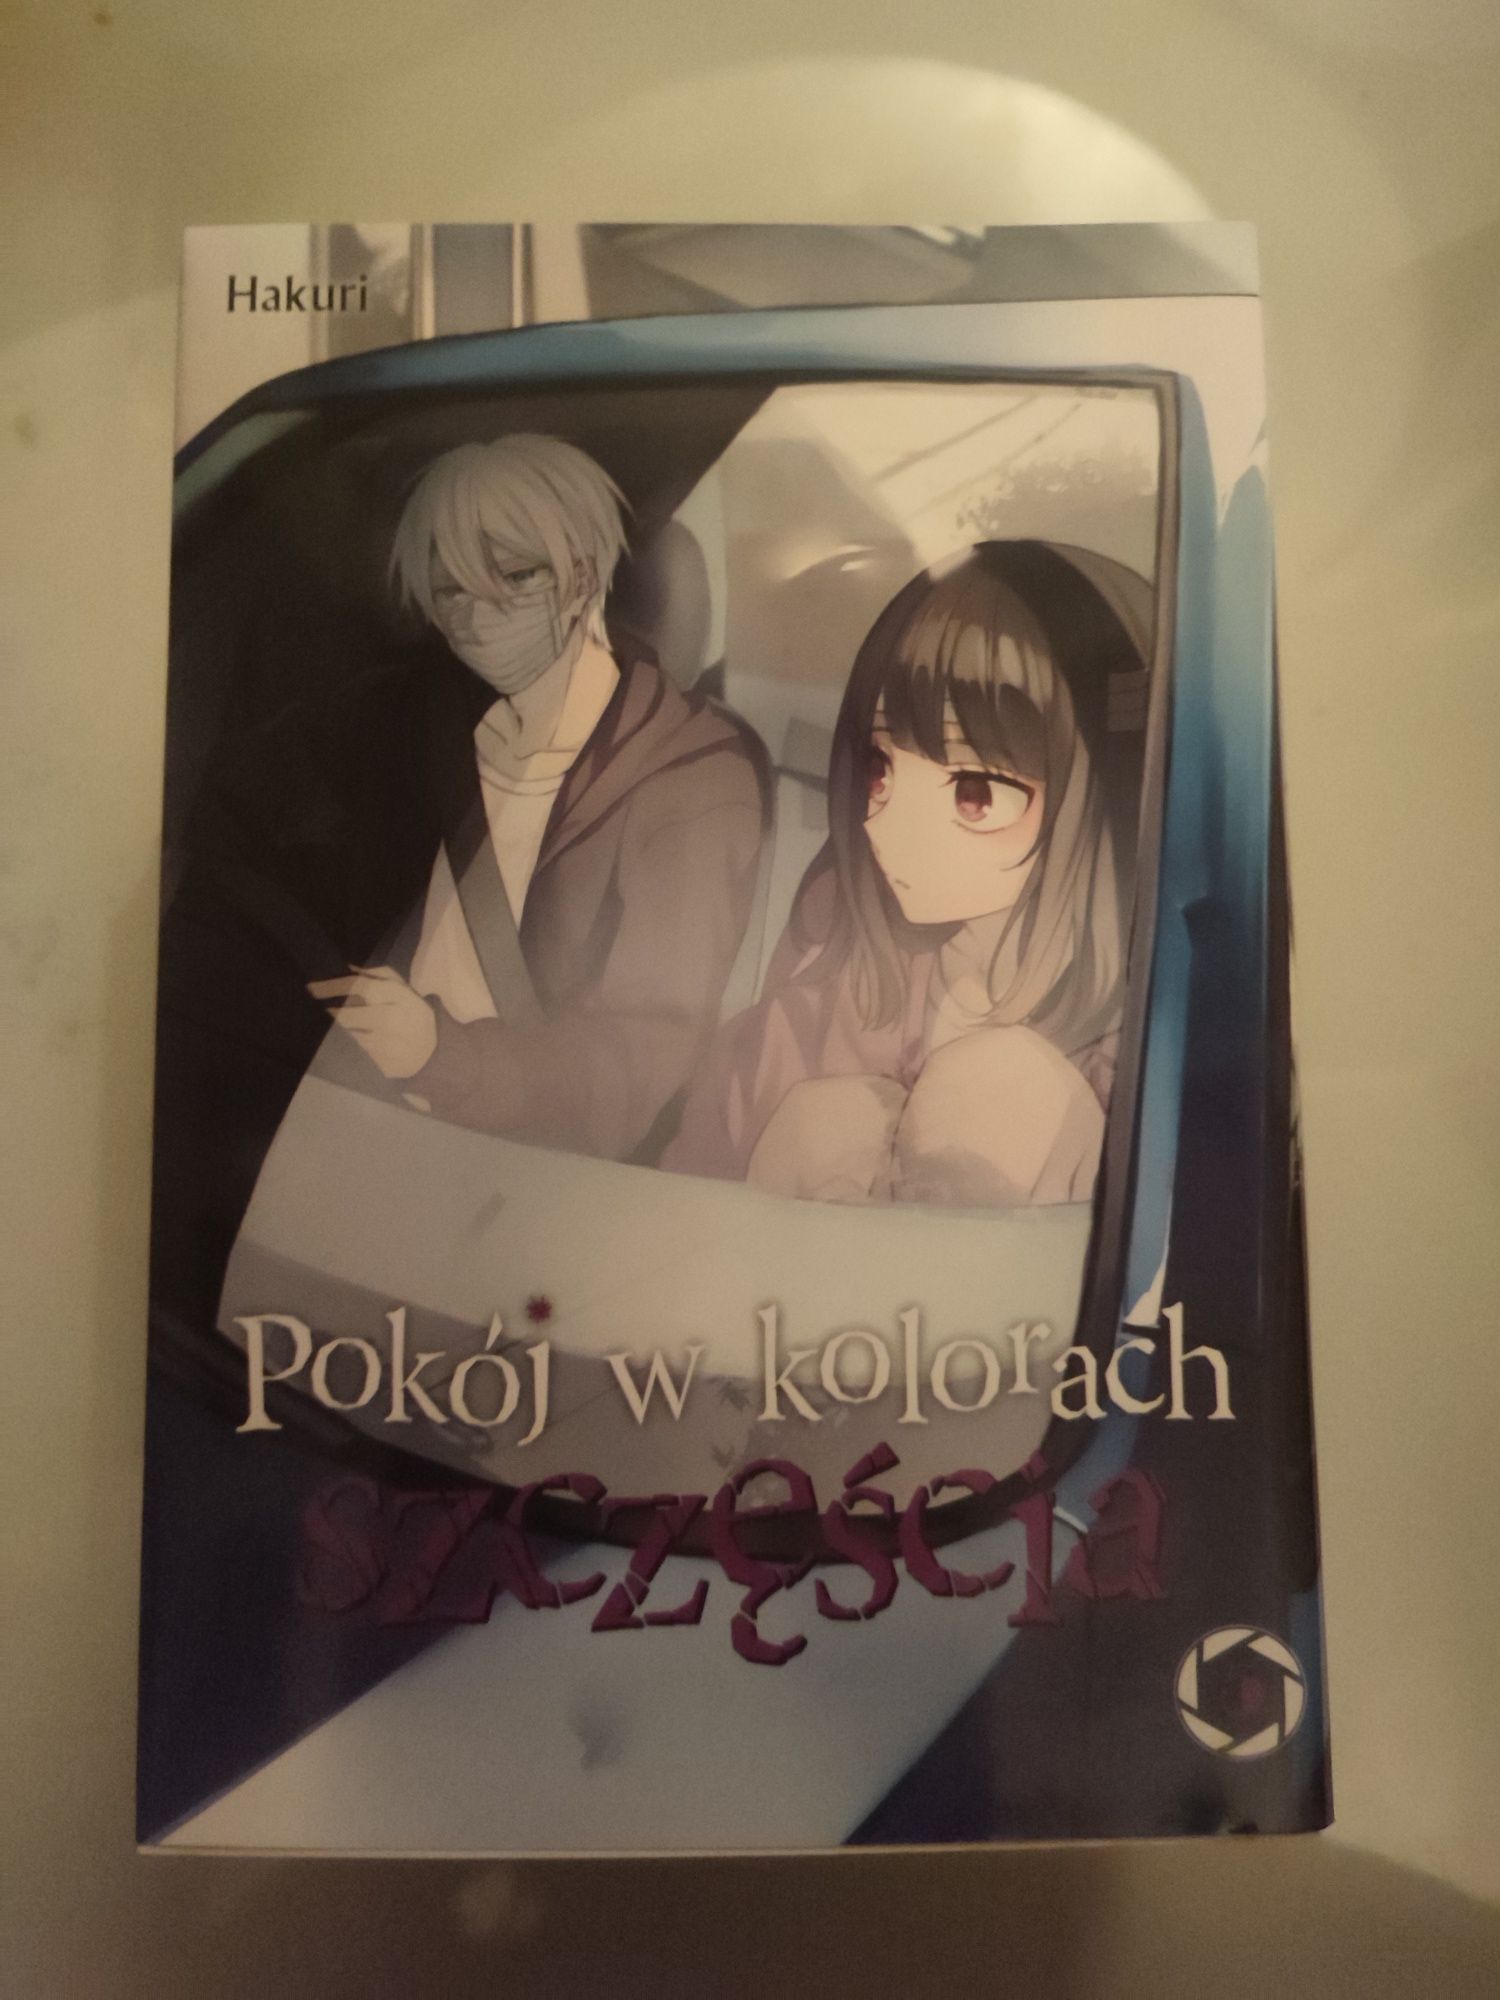 Hakuri
Pokój w kolorach
szczęścia